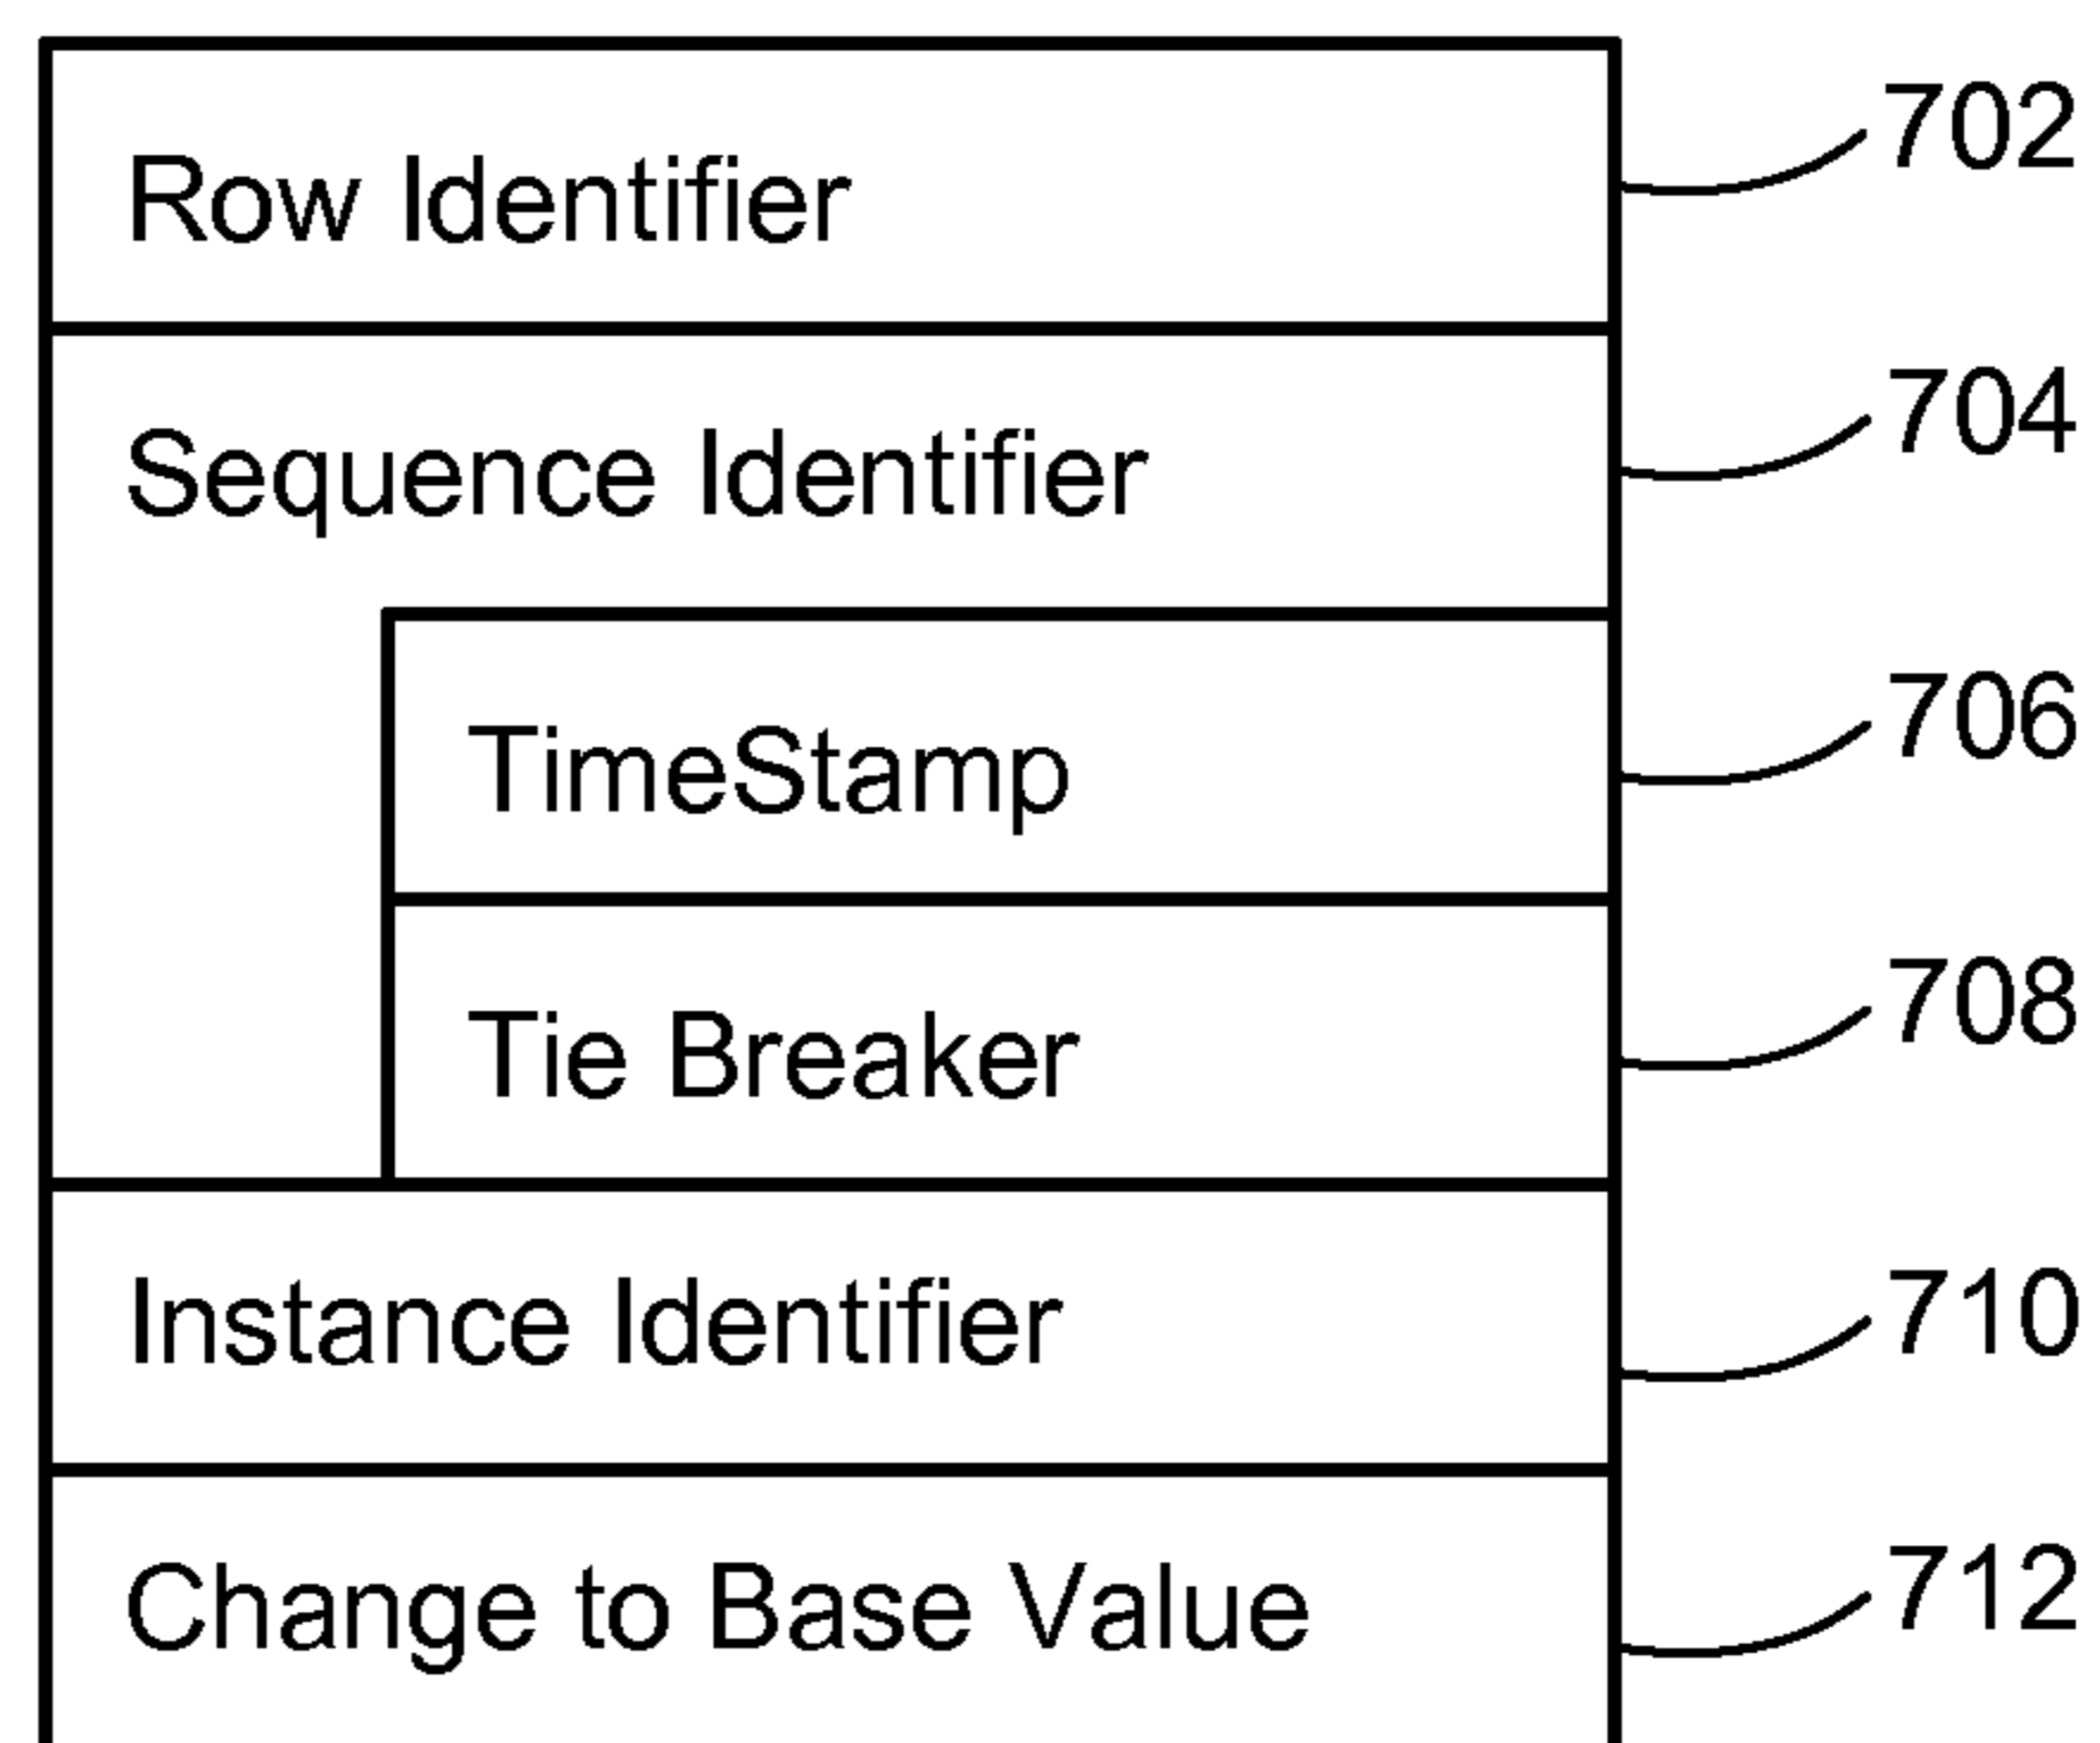 Row Identifier 702
Sequence Identifier 704
TimeStamp 706
Tie Breaker 708
Instance Identifier 710
Change to Base Value 712